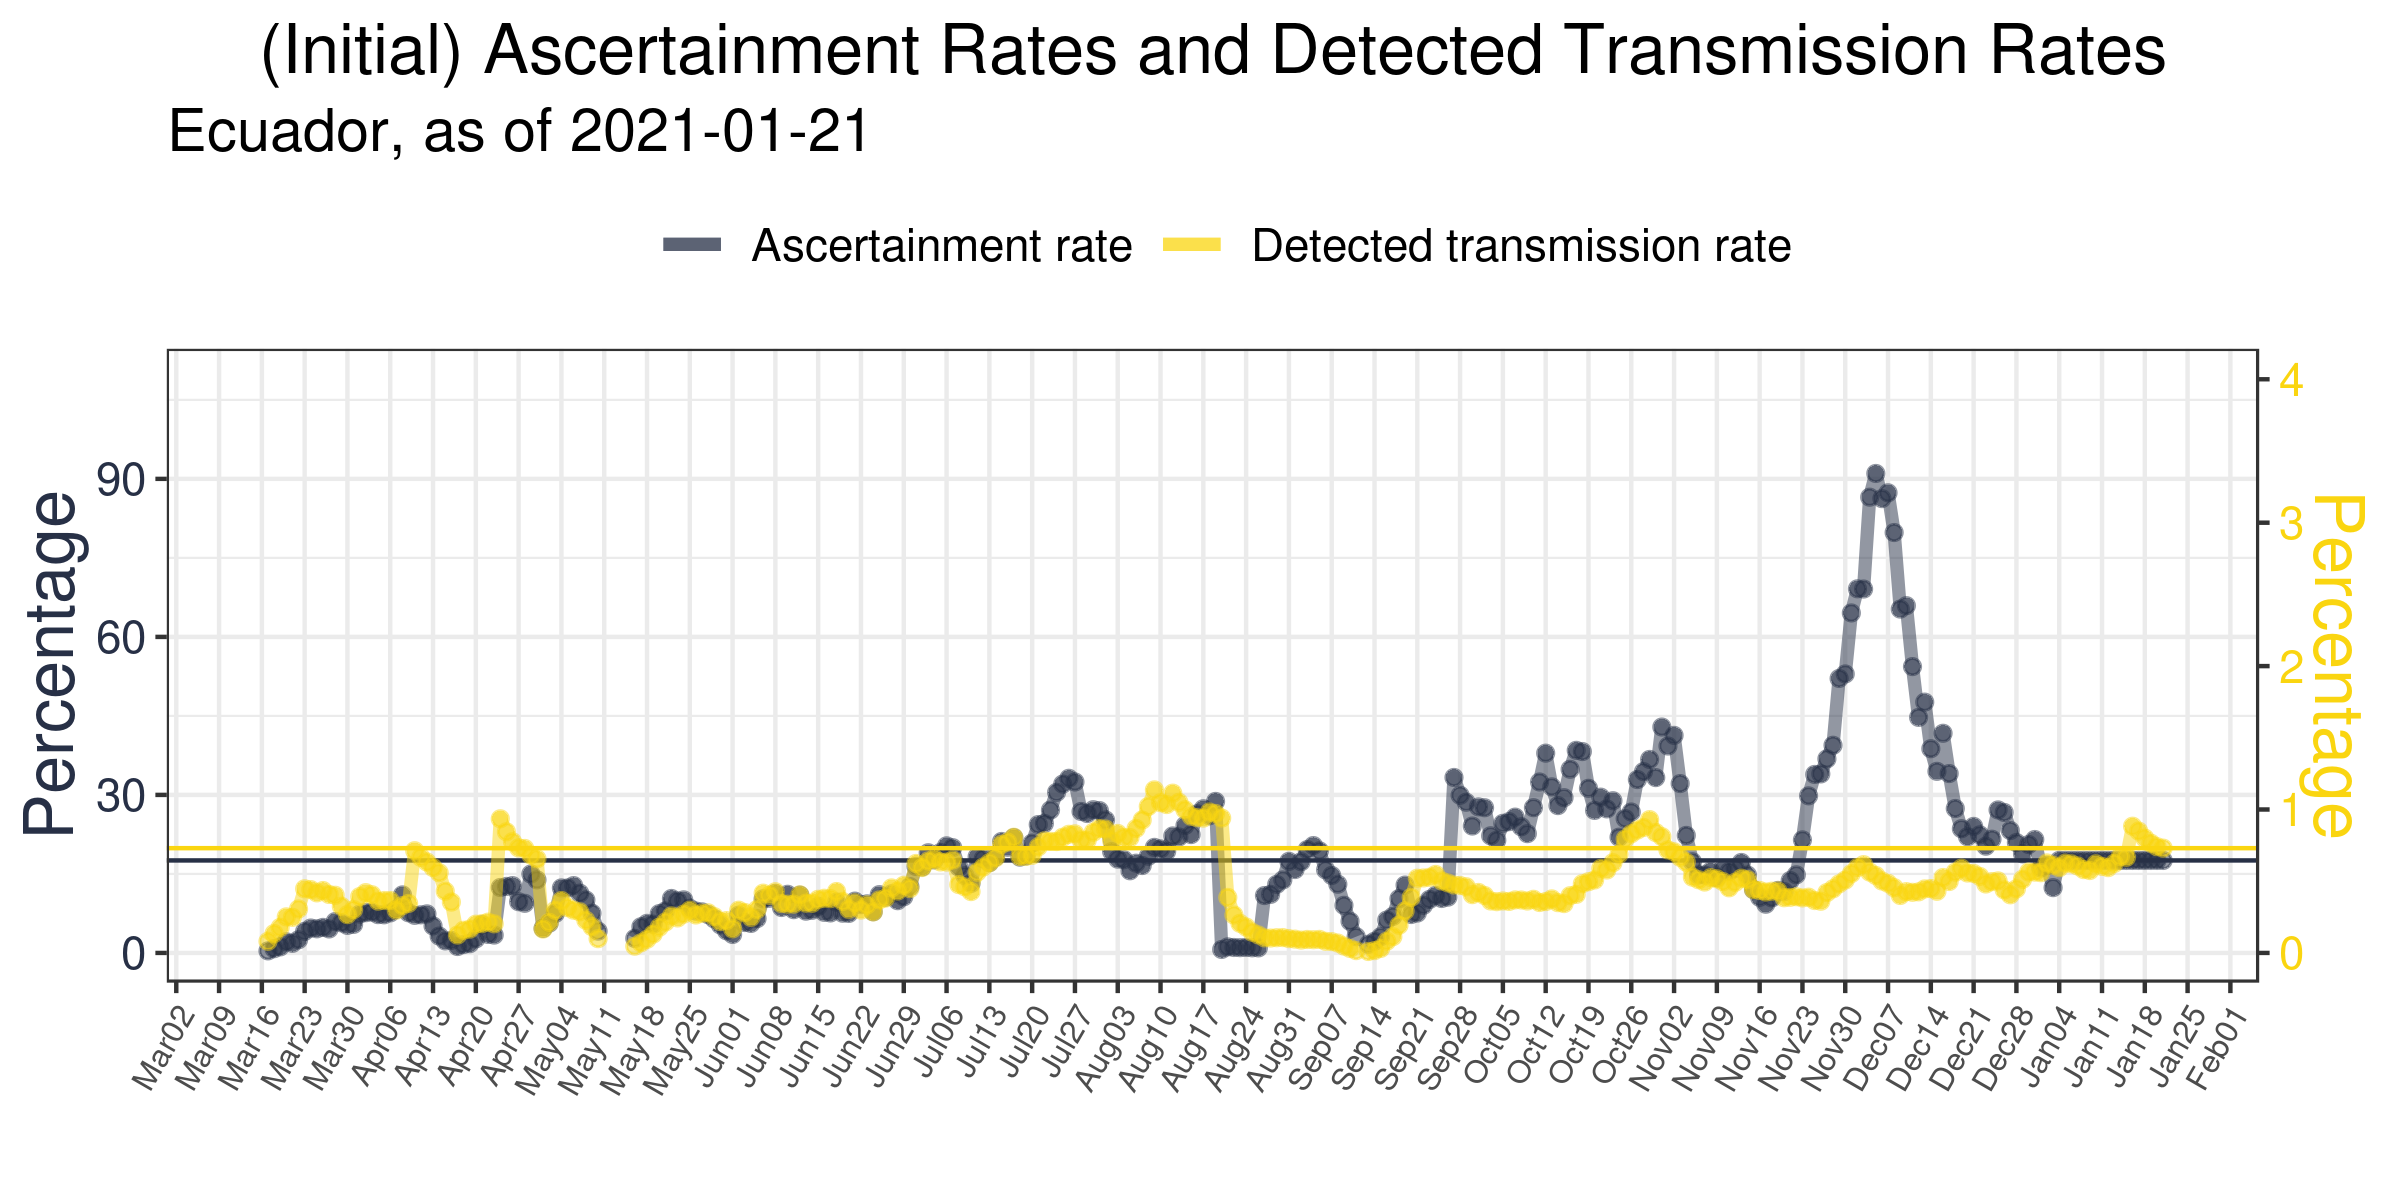 (Initial) Ascertainment Rates and Detected Transmission Rates
Ecuador, as of 2021-01-21
Ascertainment rate
Detected transmission rate
Percentage
90
60
30
0
4
3
2
1
0
Percentage
Mar02
Mar09
Mar16
Mar23
Mar30
Apr06
Apr13
Apr20
Apr27
May04
May11
May18
May25
Jun01
Jun08
Jun15
Jun22
Jun29
Jul06
Jul13
Jul20
Jul27
Aug03
Aug10
Aug17
Aug24
Aug31
Sep07
Sep14
Sep21
Sep28
Oct05
Oct12
Oct19
Oct26
Nov02
Nov09
Nov16
Nov23
Nov30
Dec07
Dec14
Dec21
Dec28
Jan04
Jan11
Jan18
Jan25
Feb01